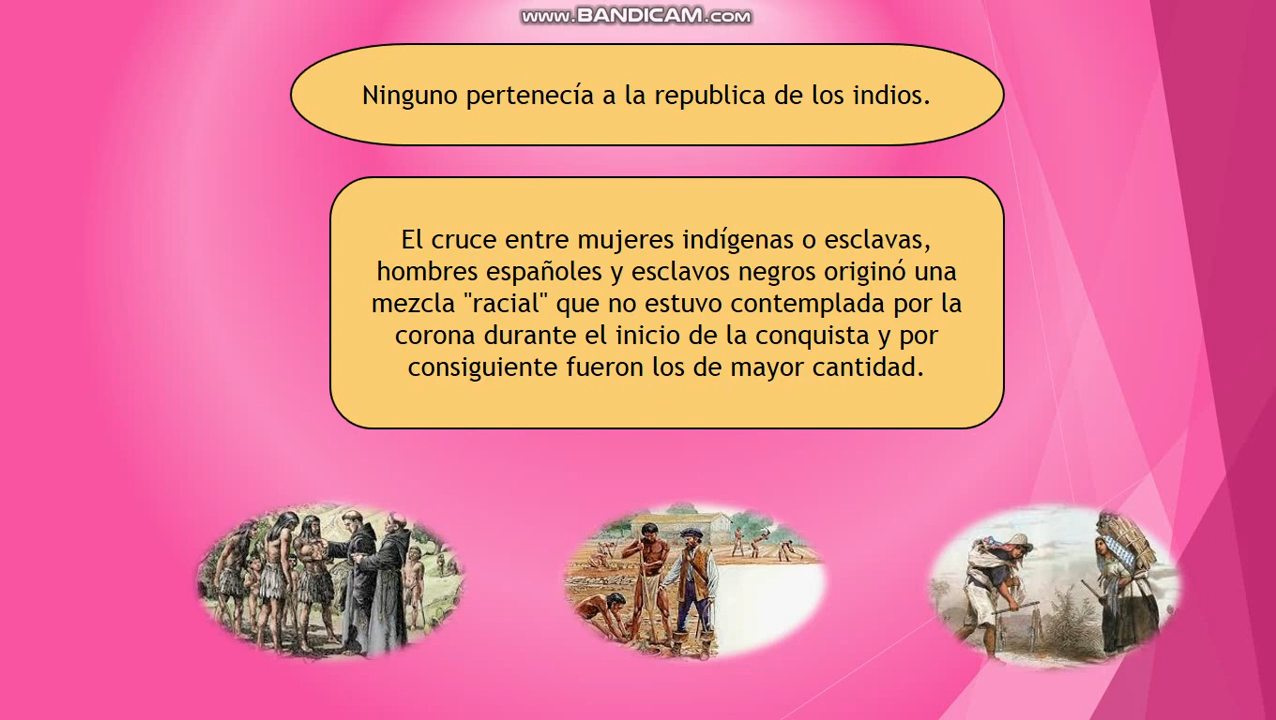 www.BANDICAM.com
Ninguno pertenecía a la republica de los indios.
El cruce entre mujeres indígenas o esclavas,
hombres españoles y esclavos negros originó una
mezcla "racial" que no estuvo contemplada por la
corona durante el inicio de la conquista y por
consiguiente fueron los de mayor cantidad.